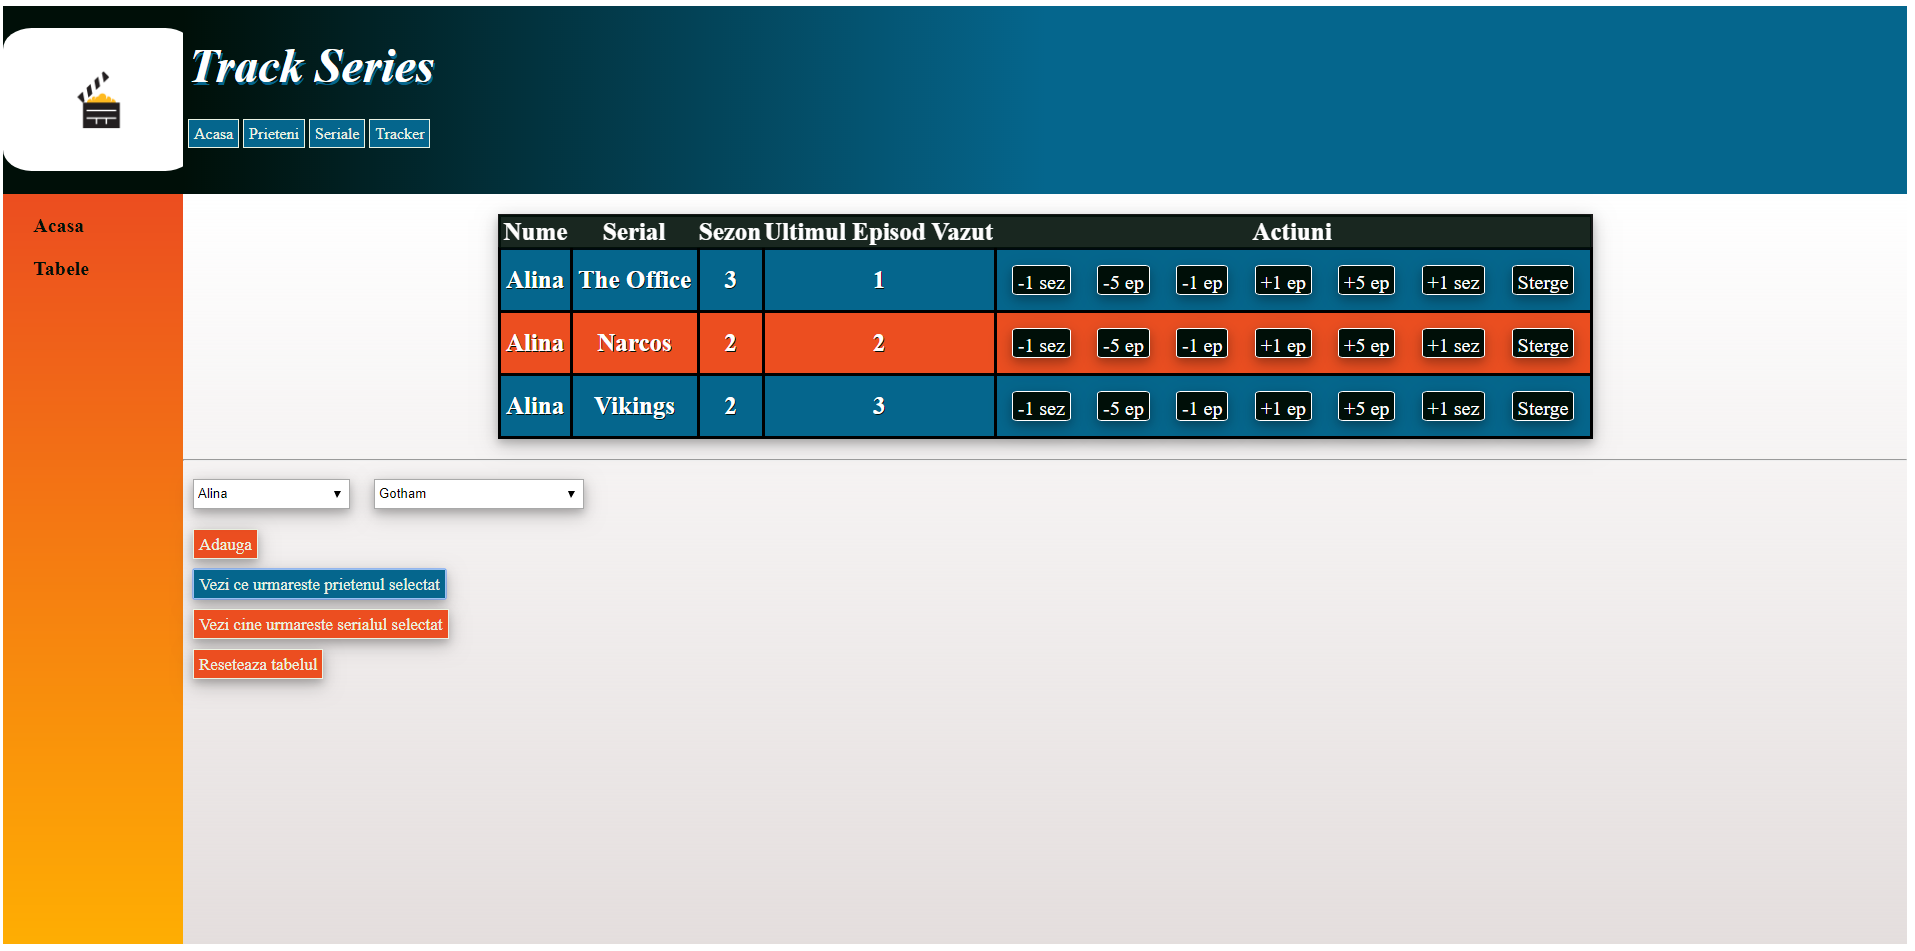 Track Series
Acasa Prieteni Seriale Tracker
Acasa
Tabele
Nume Serial Sezon Ultimul Episod Vazut Actiuni
Alina The Office 3 1 -1 sez -5 ep -1 ep +1 ep +5 ep +1 sez Sterge
Alina Narcos 2 2 -1 sez -5 ep -1 ep +1 ep +5 ep +1 sez Sterge
Alina Vikings 2 3 -1 sez -5 ep -1 ep +1 ep +5 ep +1 sez Sterge
Alina Gotham
Adauga
Vezi ce urmareste prietenul selectat
Vezi cine urmareste serialul selectat
Reseteaza tabelul